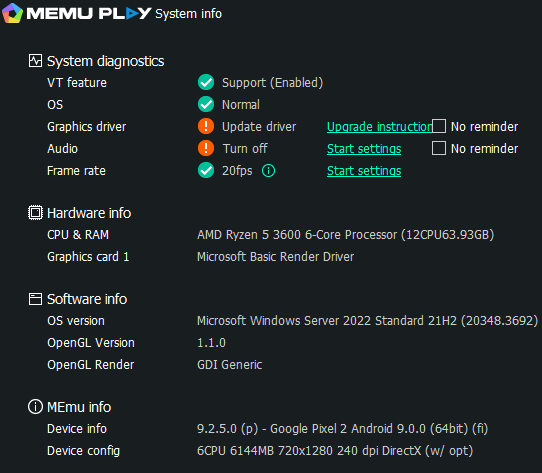 MEMU PLAY System info
System diagnostics
VT feature Support (Enabled)
OS Normal
Graphics driver Update driver Upgrade instruction No reminder
Audio Turn off Start settings No reminder
Frame rate 20fps Start settings
Hardware info
CPU & RAM AMD Ryzen 5 3600 6-Core Processor (12CPU63.93GB)
Graphics card 1 Microsoft Basic Render Driver
Software info
OS version Microsoft Windows Server 2022 Standard 21H2 (20348.3692)
OpenGL Version 1.1.0
OpenGL Render GDI Generic
MEmu info
Device info 9.2.5.0 (p) - Google Pixel 2 Android 9.0.0 (64bit) (fi)
Device config 6CPU 6144MB 720x1280 240 dpi DirectX (w/ opt)